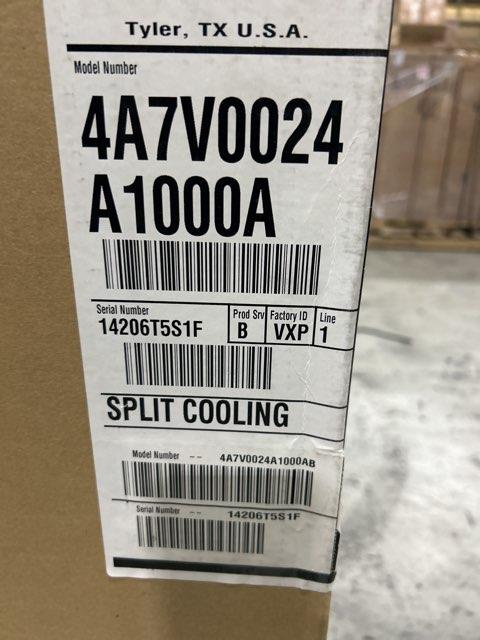 Tyler, TX U.S.A.
Model Number
4A7V0024
A1000A
Serial Number
14206T5S1F
Prod Srv
B
Factory ID
VXP
Line
1
SPLIT COOLING
Model Number -- 4A7V0024A1000AB
Serial Number -- 14206T5S1F